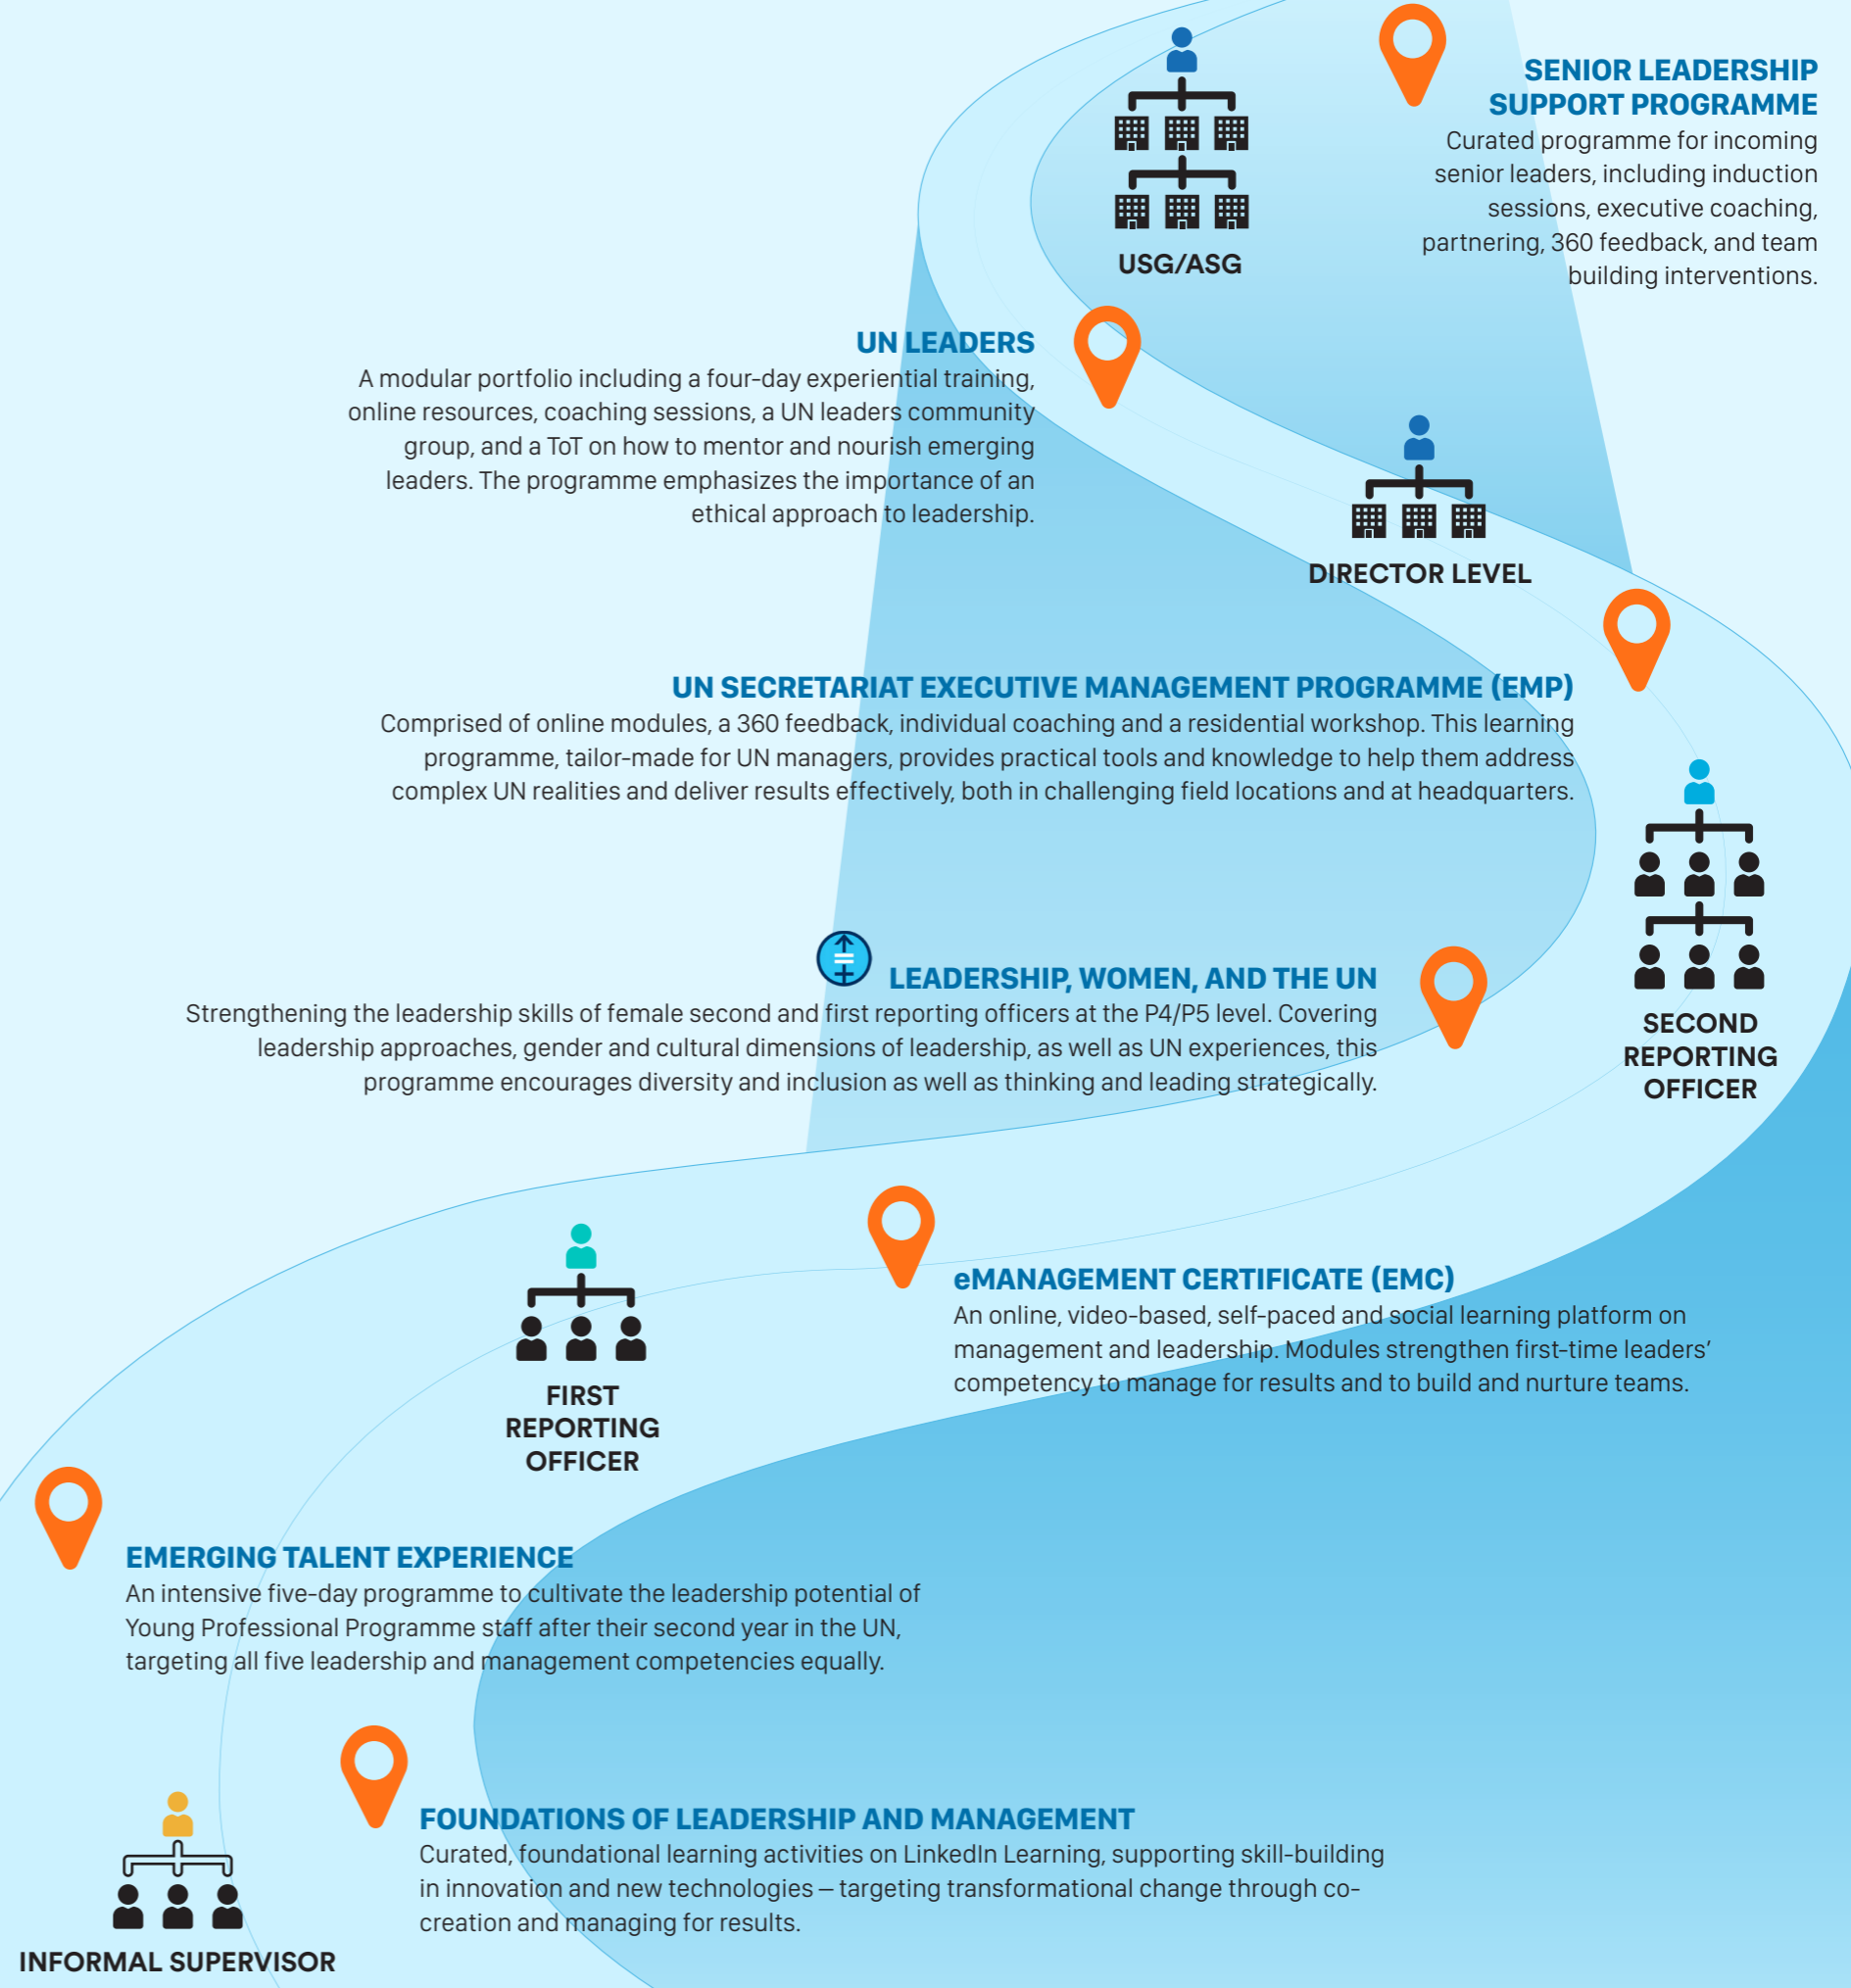 SENIOR LEADERSHIP
SUPPORT PROGRAMME
Curated programme for incoming
senior leaders, including induction
sessions, executive coaching,
partnering, 360 feedback, and team
building interventions.
USG/ASG
UN LEADERS
A modular portfolio including a four-day experiential training,
online resources, coaching sessions, a UN leaders community
group, and a ToT on how to mentor and nourish emerging
leaders. The programme emphasizes the importance of an
ethical approach to leadership.
DIRECTOR LEVEL
UN SECRETARIAT EXECUTIVE MANAGEMENT PROGRAMME (EMP)
Comprised of online modules, a 360 feedback, individual coaching and a residential workshop. This learning
programme, tailor-made for UN managers, provides practical tools and knowledge to help them address
complex UN realities and deliver results effectively, both in challenging field locations and at headquarters.
LEADERSHIP, WOMEN, AND THE UN
Strengthening the leadership skills of female second and first reporting officers at the P4/P5 level. Covering
leadership approaches, gender and cultural dimensions of leadership, as well as UN experiences, this
programme encourages diversity and inclusion as well as thinking and leading strategically.
SECOND
REPORTING
OFFICER
eMANAGEMENT CERTIFICATE (EMC)
An online, video-based, self-paced and social learning platform on
management and leadership. Modules strengthen first-time leaders’
competency to manage for results and to build and nurture teams.
FIRST
REPORTING
OFFICER
EMERGING TALENT EXPERIENCE
An intensive five-day programme to cultivate the leadership potential of
Young Professional Programme staff after their second year in the UN,
targeting all five leadership and management competencies equally.
FOUNDATIONS OF LEADERSHIP AND MANAGEMENT
Curated, foundational learning activities on LinkedIn Learning, supporting skill-building
in innovation and new technologies – targeting transformational change through co-
creation and managing for results.
INFORMAL SUPERVISOR